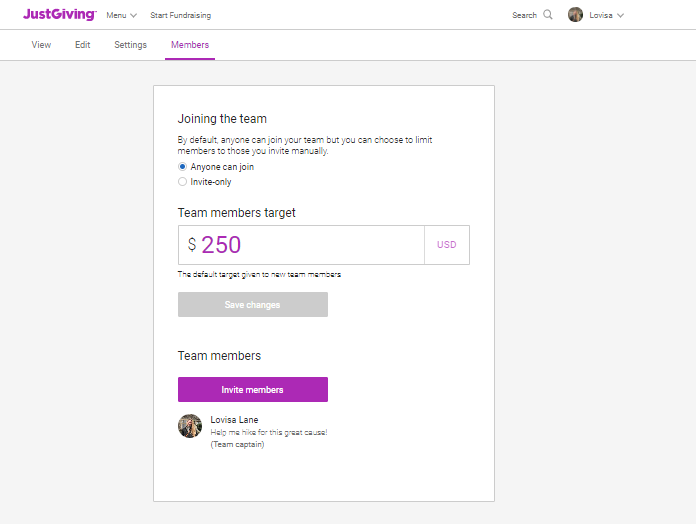 JustGiving™ Menu Start Fundraising Search Lovisa
View Edit Settings Members
Joining the team
By default, anyone can join your team but you can choose to limit
members to those you invite manually.
Anyone can join
Invite-only
Team members target
$ 250 USD
The default target given to new team members
Save changes
Team members
Invite members
Lovisa Lane
Help me hike for this great cause!
(Team captain)